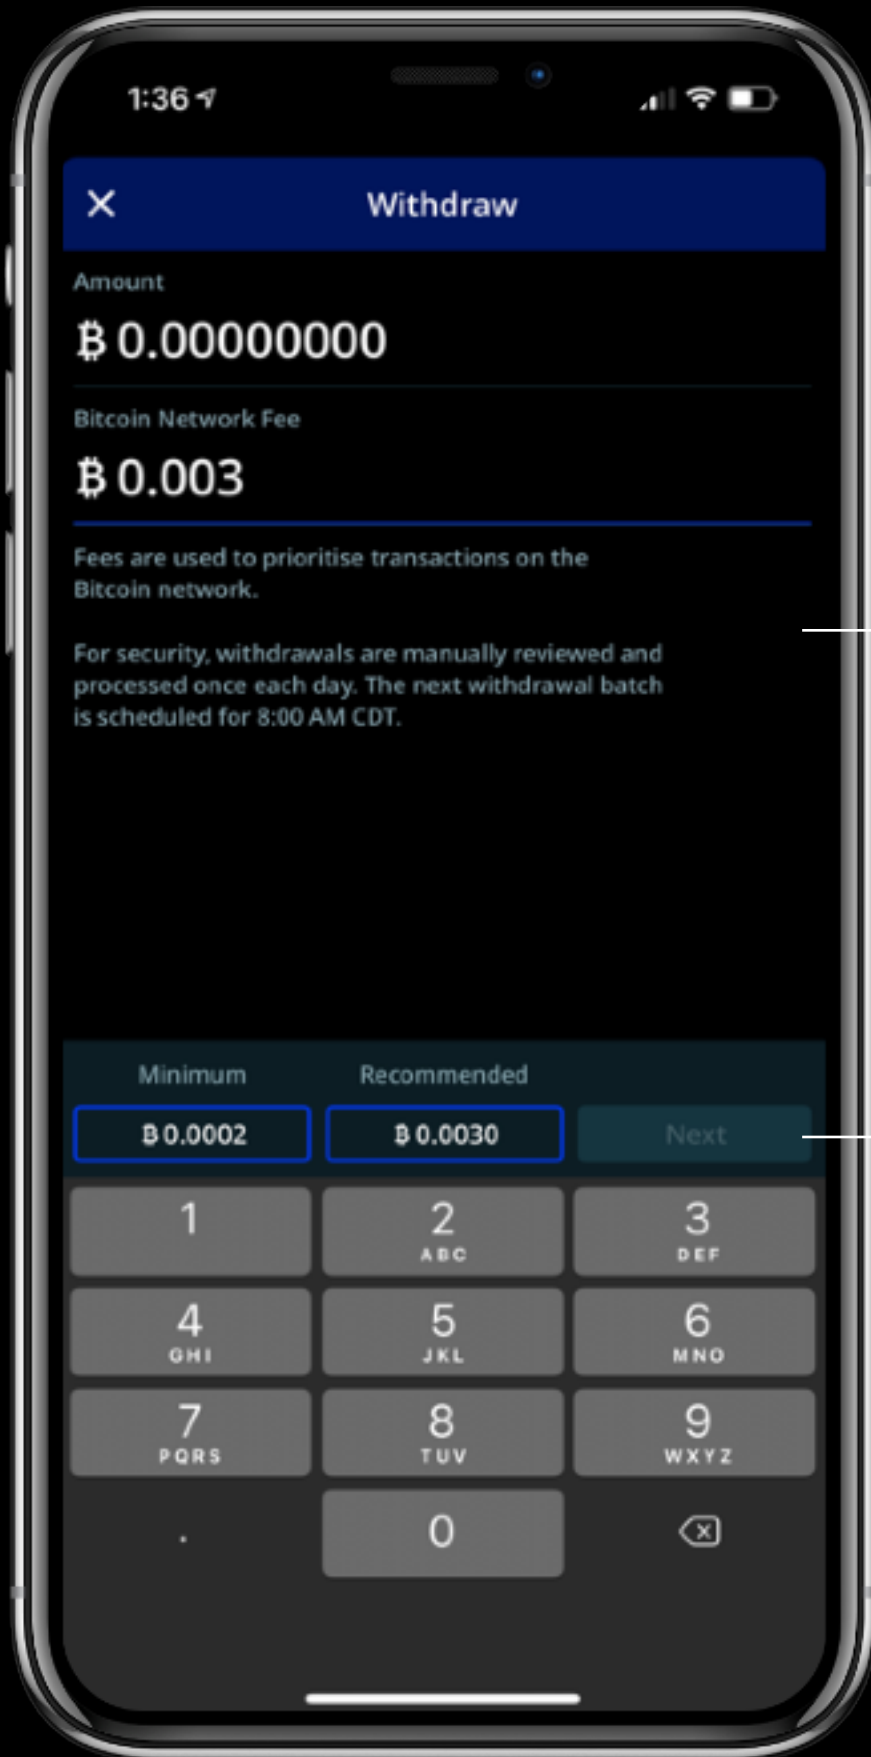 1:36
Withdraw
Amount
₿ 0.00000000
Bitcoin Network Fee
₿ 0.003
Fees are used to prioritise transactions on the
Bitcoin network.
For security, withdrawals are manually reviewed and
processed once each day. The next withdrawal batch
is scheduled for 8:00 AM CDT.
Minimum Recommended
₿ 0.0002 ₿ 0.0030 Next
1 2 3
ABC DEF
4 5 6
GHI JKL MNO
7 8 9
PQRS TUV WXYZ
. 0